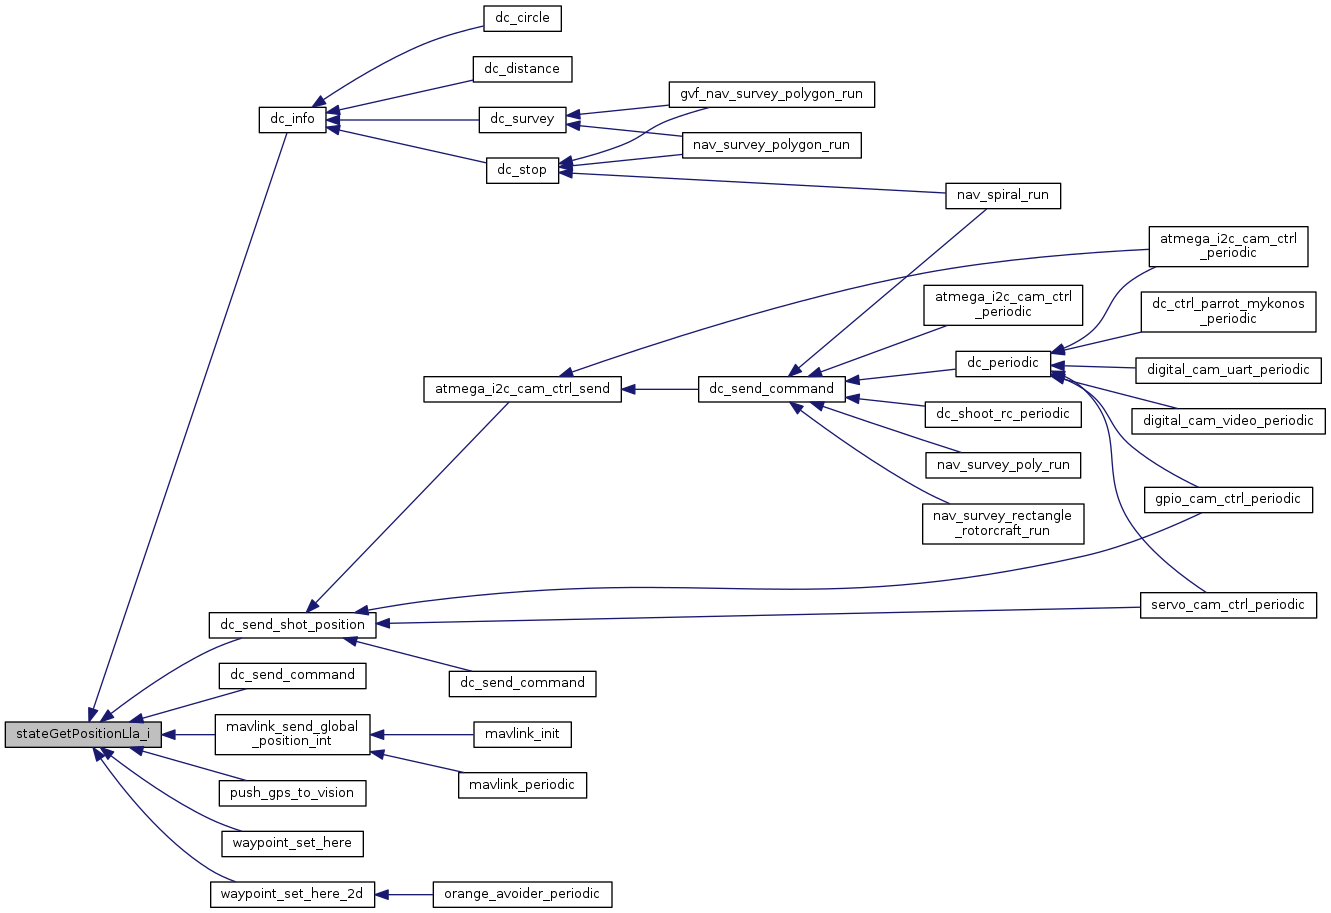 dc_circle
dc_distance
gvf_nav_survey_polygon_run
dc_info
dc_survey
nav_survey_polygon_run
dc_stop
nav_spiral_run
atmega_i2c_cam_ctrl
_periodic
atmega_i2c_cam_ctrl
_periodic
dc_ctrl_parrot_mykonos
_periodic
dc_periodic
digital_cam_uart_periodic
atmega_i2c_cam_ctrl_send
dc_send_command
dc_shoot_rc_periodic
digital_cam_video_periodic
nav_survey_poly_run
gpio_cam_ctrl_periodic
nav_survey_rectangle
_rotorcraft_run
servo_cam_ctrl_periodic
dc_send_shot_position
dc_send_command
dc_send_command
stateGetPositionLla_i
mavlink_send_global
_position_int
mavlink_init
mavlink_periodic
push_gps_to_vision
waypoint_set_here
waypoint_set_here_2d
orange_avoider_periodic